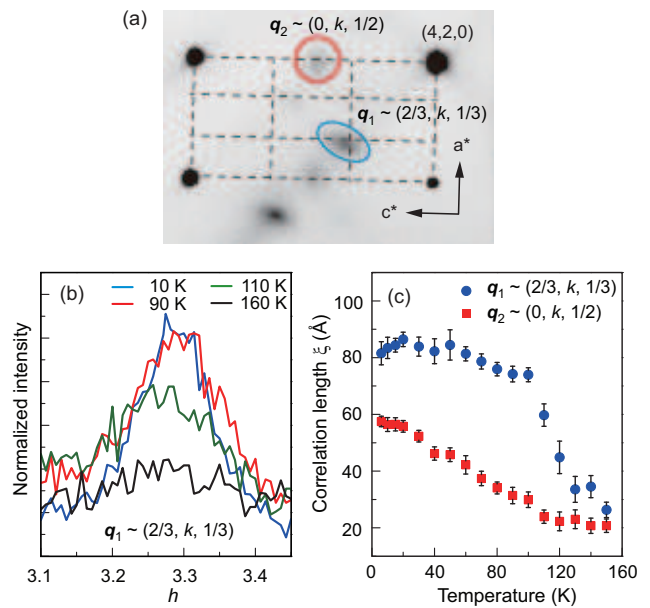 (a)
q2 ~ (0, k, 1/2)
(4,2,0)
q1 ~ (2/3, k, 1/3)
a*
c*
(b)
10 K
110 K
90 K
160 K
Normalized intensity
q1 ~ (2/3, k, 1/3)
3.1
3.2
3.3
3.4
h
(c)
q1 ~ (2/3, k, 1/3)
q2 ~ (0, k, 1/2)
Correlation length ξ (Å)
100
80
60
40
20
0
40
80
120
160
Temperature (K)